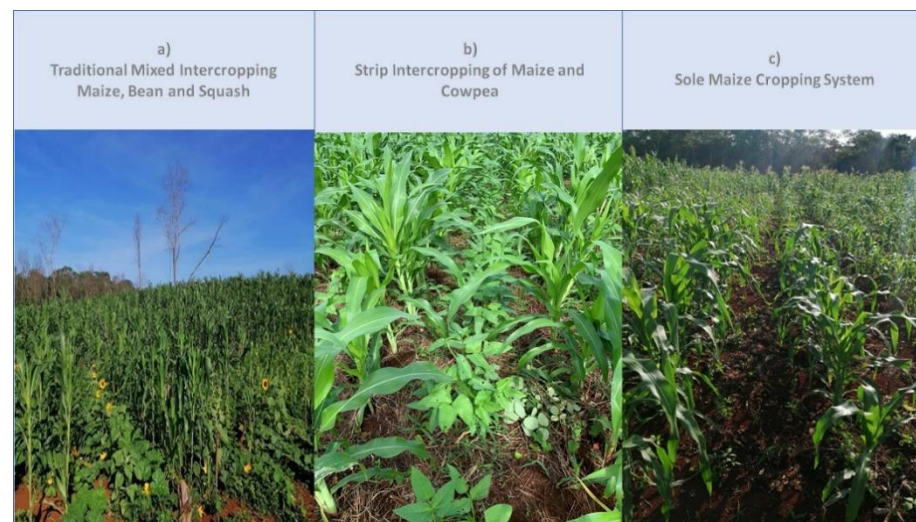 a)
Traditional Mixed Intercropping
Maize, Bean and Squash
b)
Strip Intercropping of Maize and
Cowpea
c)
Sole Maize Cropping System